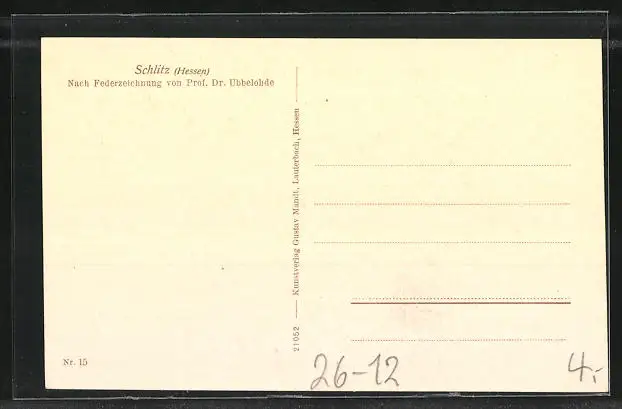 Schlitz (Hessen)
Nach Federzeichnung von Prof. Dr. Ubbelohde
21052 — Kunstverlag Gustav Mandt, Lauterbach, Hessen —
Nr. 15
26-12
4,-